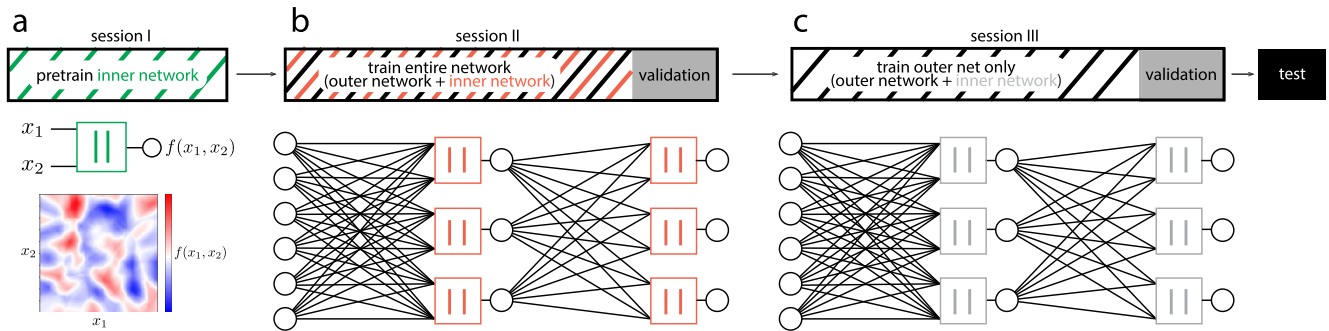 a
session I
pretrain inner network
x₁
x₂
f(x₁, x₂)
x₂
f(x₁, x₂)
x₁
b
session II
train entire network
(outer network + inner network)
validation
c
session III
train outer net only
(outer network + inner network)
validation
test